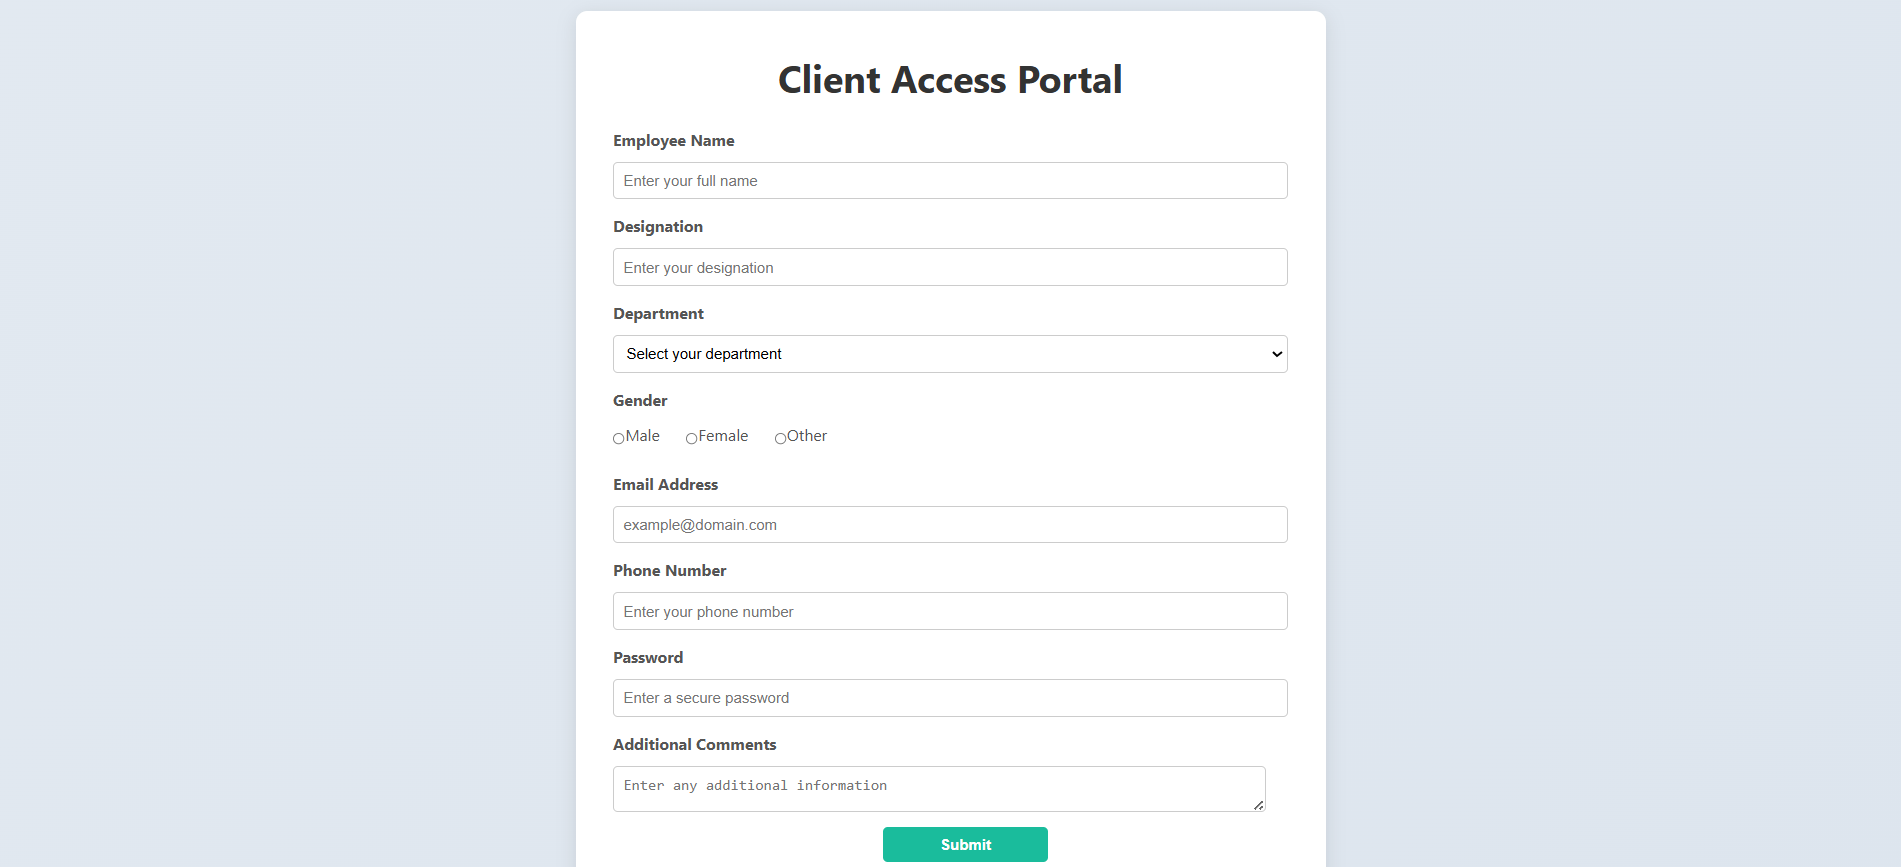 Client Access Portal
Employee Name
Enter your full name
Designation
Enter your designation
Department
Select your department
Gender
Male Female Other
Email Address
example@domain.com
Phone Number
Enter your phone number
Password
Enter a secure password
Additional Comments
Enter any additional information
Submit